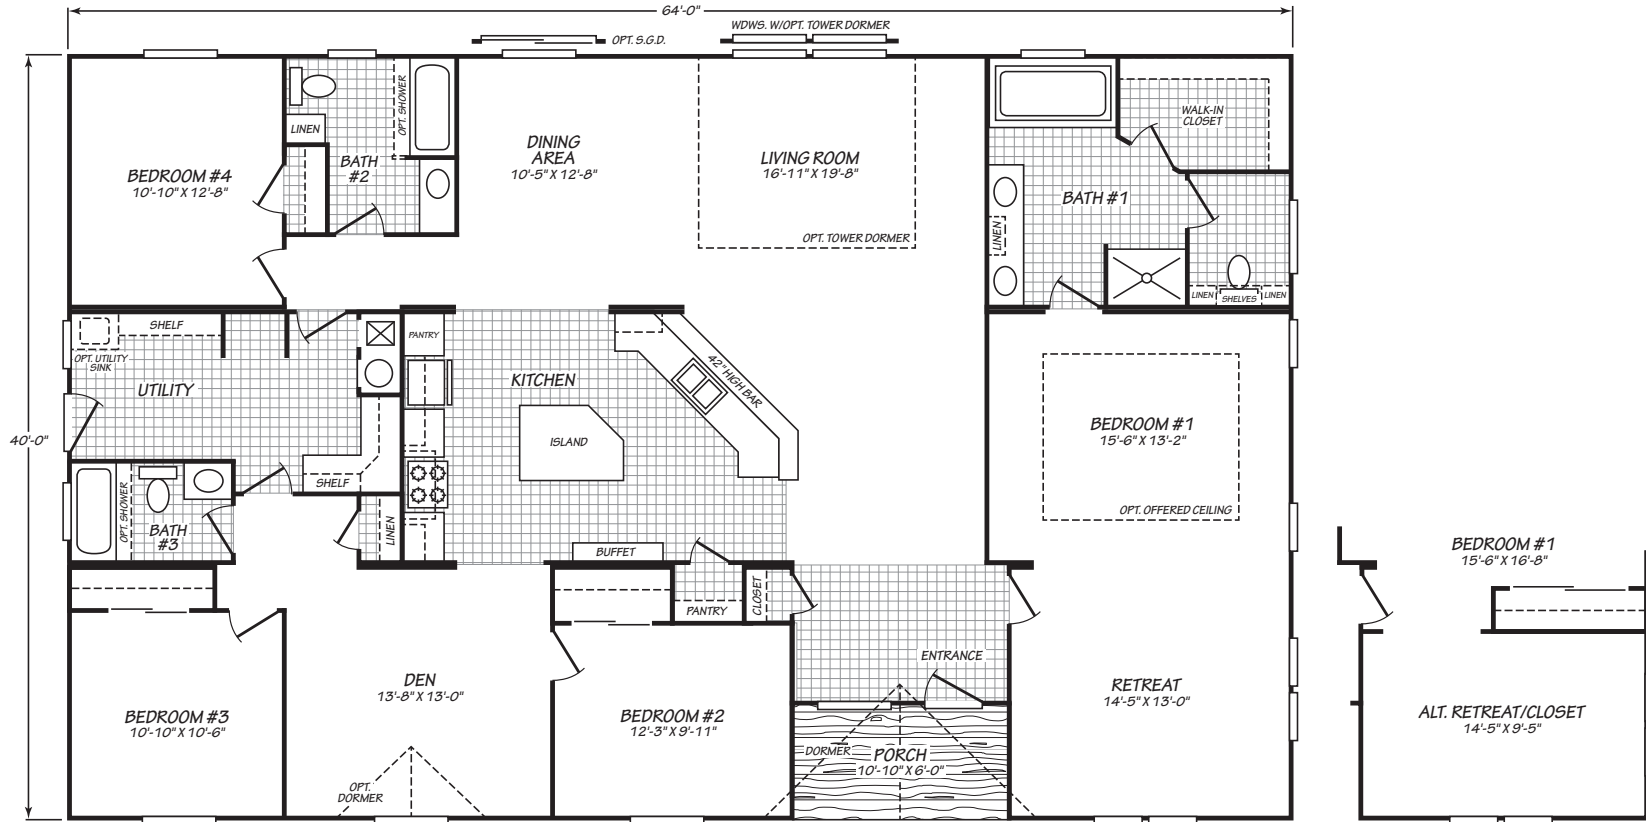 64'-0"
OPT. S.G.D.
WDWS. W/OPT. TOWER DORMER
40'-0"
BEDROOM #4
10'-10" X 12'-8"
LINEN
OPT. SHOWER
BATH
#2
DINING
AREA
10'-5" X 12'-8"
LIVING ROOM
16'-11" X 19'-8"
OPT. TOWER DORMER
WALK-IN
CLOSET
BATH #1
LINEN
LINEN
SHELVES
LINEN
SHELF
OPT. UTILITY
SINK
UTILITY
SHELF
PANTRY
KITCHEN
ISLAND
42" HIGH BAR
BUFFET
BEDROOM #1
15'-6" X 13'-2"
OPT. OFFERED CEILING
OPT. SHOWER
BATH
#3
LINEN
PANTRY
CLOSET
ENTRANCE
BEDROOM #3
10'-10" X 10'-6"
DEN
13'-8" X 13'-0"
OPT.
DORMER
BEDROOM #2
12'-3" X 9'-11"
DORMER
PORCH
10'-10" X 6'-0"
RETREAT
14'-5" X 13'-0"
BEDROOM #1
15'-6" X 16'-8"
ALT. RETREAT/CLOSET
14'-5" X 9'-5"